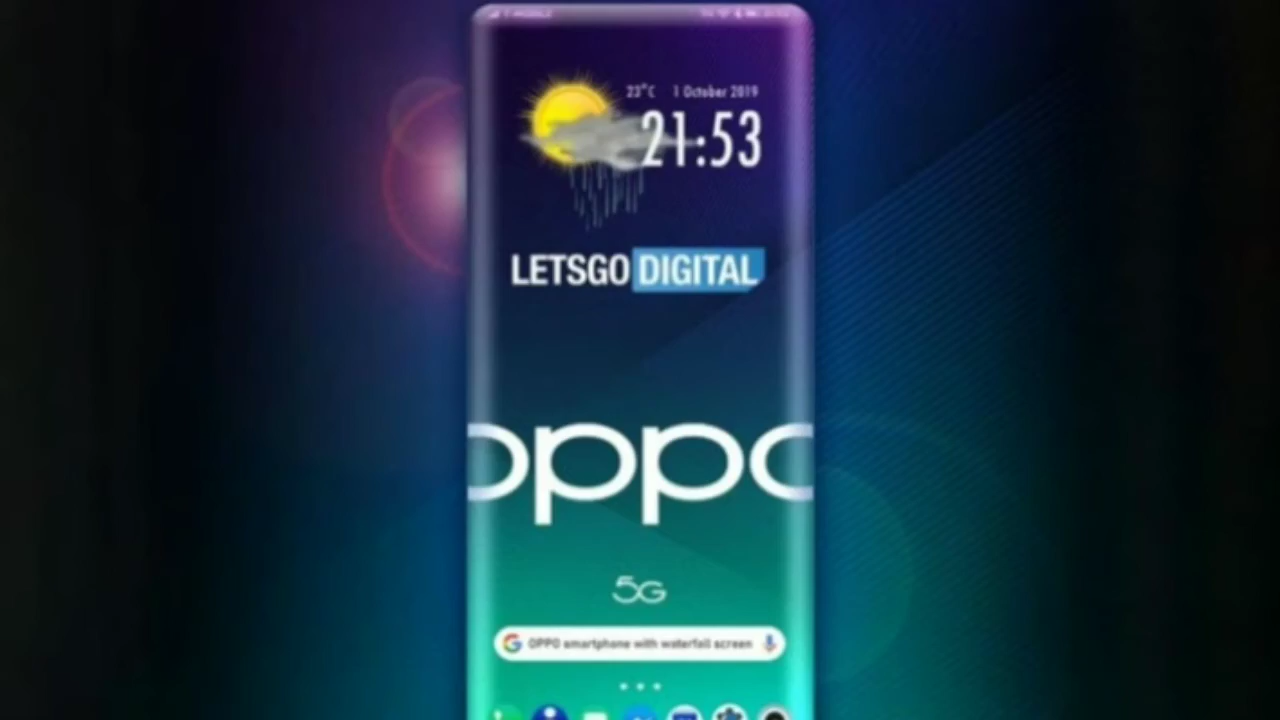 23°C 1 October 2019
21:53
LETSGO DIGITAL
oppo
5G
OPPO smartphone with waterfall screen